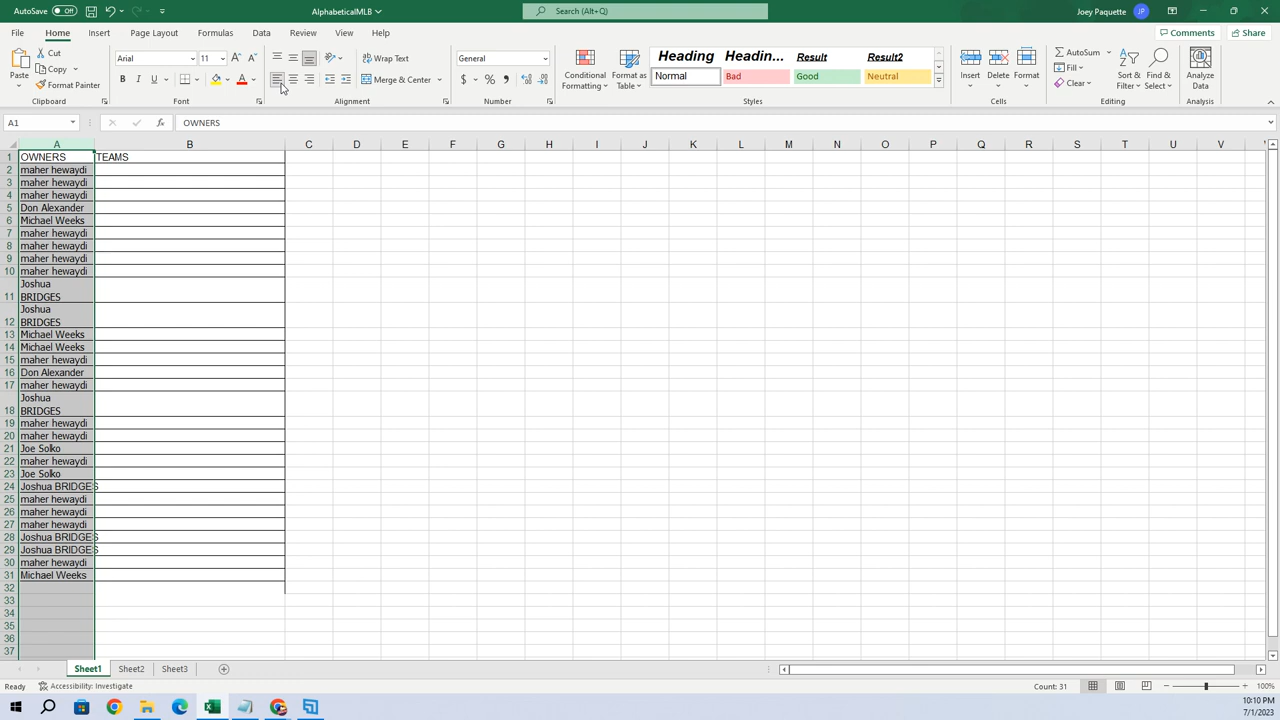 AutoSave Off AlphabeticalMLB Search (Alt+Q) Joey Paquette JP
File Home Insert Page Layout Formulas Data Review View Help Comments Share
Paste Cut Copy Format Painter Clipboard
Arial 11 B I U A Font
Wrap Text Merge & Center Alignment
General $ % Number
Conditional Formatting Format as Table Heading Headin... Result Result2 Normal Bad Good Neutral Styles
Insert Delete Format Cells
AutoSum Fill Clear Sort & Filter Find & Select Editing
Analyze Data Analysis
A1 fx OWNERS
A B C D E F G H I J K L M N O P Q R S T U V
1 OWNERS TEAMS
2 maher hewaydi
3 maher hewaydi
4 maher hewaydi
5 Don Alexander
6 Michael Weeks
7 maher hewaydi
8 maher hewaydi
9 maher hewaydi
10 maher hewaydi
Joshua
11 BRIDGES
Joshua
12 BRIDGES
13 Michael Weeks
14 Michael Weeks
15 maher hewaydi
16 Don Alexander
17 maher hewaydi
Joshua
18 BRIDGES
19 maher hewaydi
20 maher hewaydi
21 Joe Solko
22 maher hewaydi
23 Joe Solko
24 Joshua BRIDGES
25 maher hewaydi
26 maher hewaydi
27 maher hewaydi
28 Joshua BRIDGES
29 Joshua BRIDGES
30 maher hewaydi
31 Michael Weeks
32
33
34
35
36
37
Sheet1 Sheet2 Sheet3
Ready Accessibility: Investigate Count: 31 100%
10:10 PM
7/1/2023